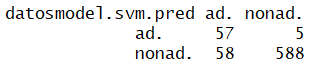 datosmodel.svm.pred ad. nonad.
ad. 57 5
nonad. 58 588